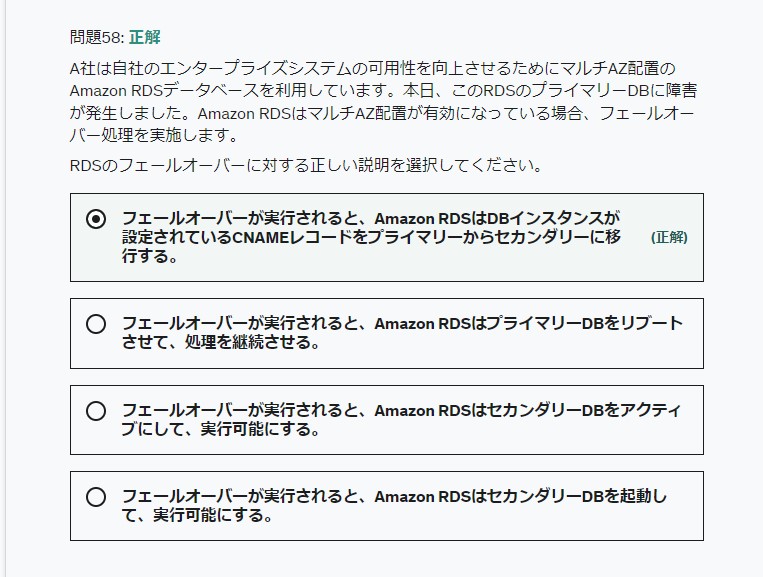 問題58: 正解
A社は自社のエンタープライズシステムの可用性を向上させるためにマルチAZ配置の
Amazon RDSデータベースを利用しています。本日、このRDSのプライマリーDBに障害
が発生しました。Amazon RDSはマルチAZ配置が有効になっている場合、フェールオー
バー処理を実施します。
RDSのフェールオーバーに対する正しい説明を選択してください。
フェールオーバーが実行されると、Amazon RDSはDBインスタンスが
設定されているCNAMEレコードをプライマリーからセカンダリーに移
行する。
(正解)
フェールオーバーが実行されると、Amazon RDSはプライマリーDBをリブート
させて、処理を継続させる。
フェールオーバーが実行されると、Amazon RDSはセカンダリーDBをアクティ
ブにして、実行可能にする。
フェールオーバーが実行されると、Amazon RDSはセカンダリーDBを起動し
て、実行可能にする。